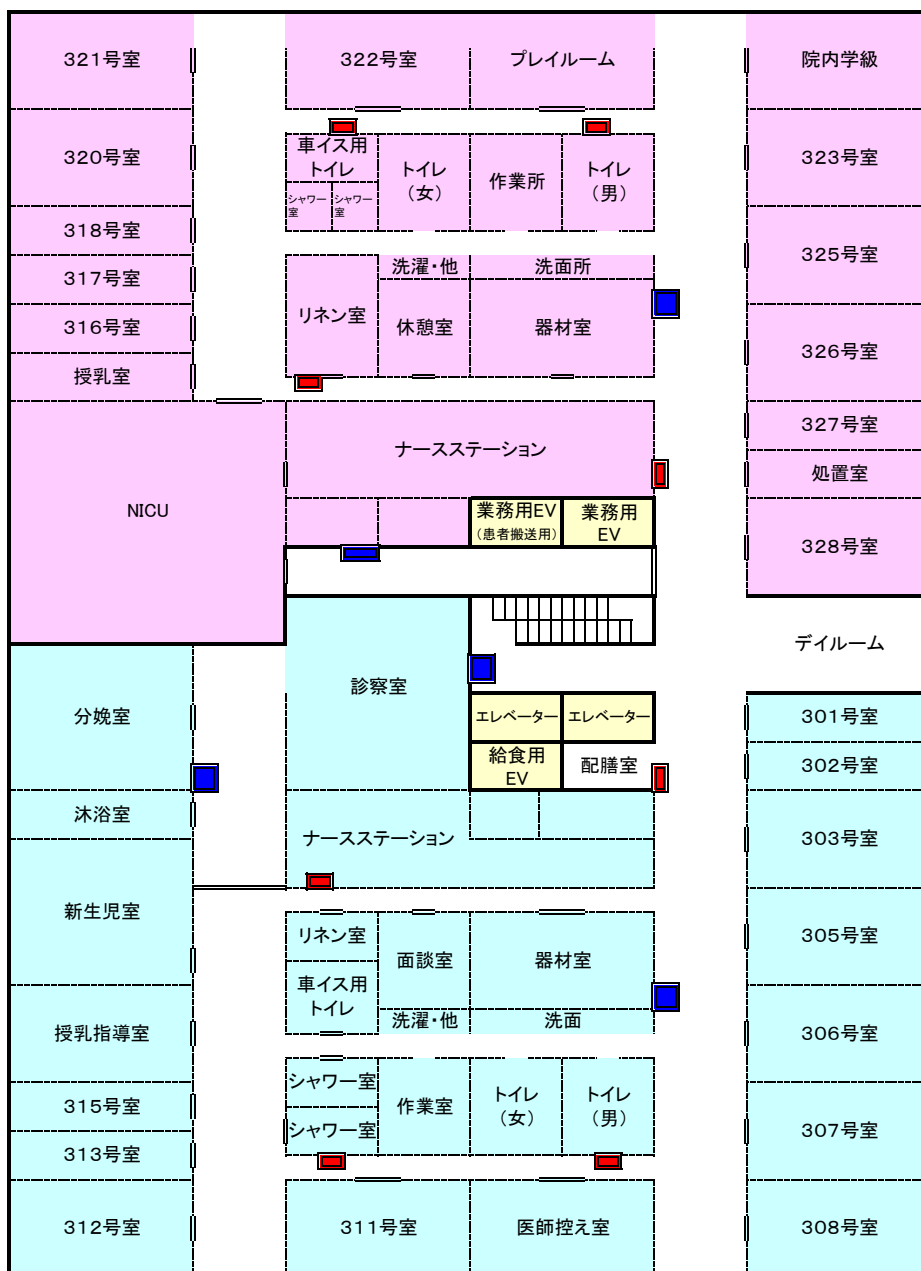 321号室
322号室
プレイルーム
院内学級
320号室
車イス用
トイレ
シャワー
室
シャワー
室
トイレ
(女)
作業所
トイレ
(男)
323号室
318号室
317号室
316号室
授乳室
リネン室
洗濯・他
休憩室
洗面所
器材室
325号室
326号室
327号室
処置室
328号室
NICU
ナースステーション
業務用EV
(患者搬送用)
業務用
EV
デイルーム
分娩室
診察室
エレベーター
エレベーター
給食用
EV
配膳室
301号室
302号室
沐浴室
ナースステーション
303号室
新生児室
リネン室
車イス用
トイレ
面談室
洗濯・他
器材室
洗面
305号室
授乳指導室
306号室
315号室
313号室
シャワー室
シャワー室
作業室
トイレ
(女)
トイレ
(男)
307号室
312号室
311号室
医師控え室
308号室